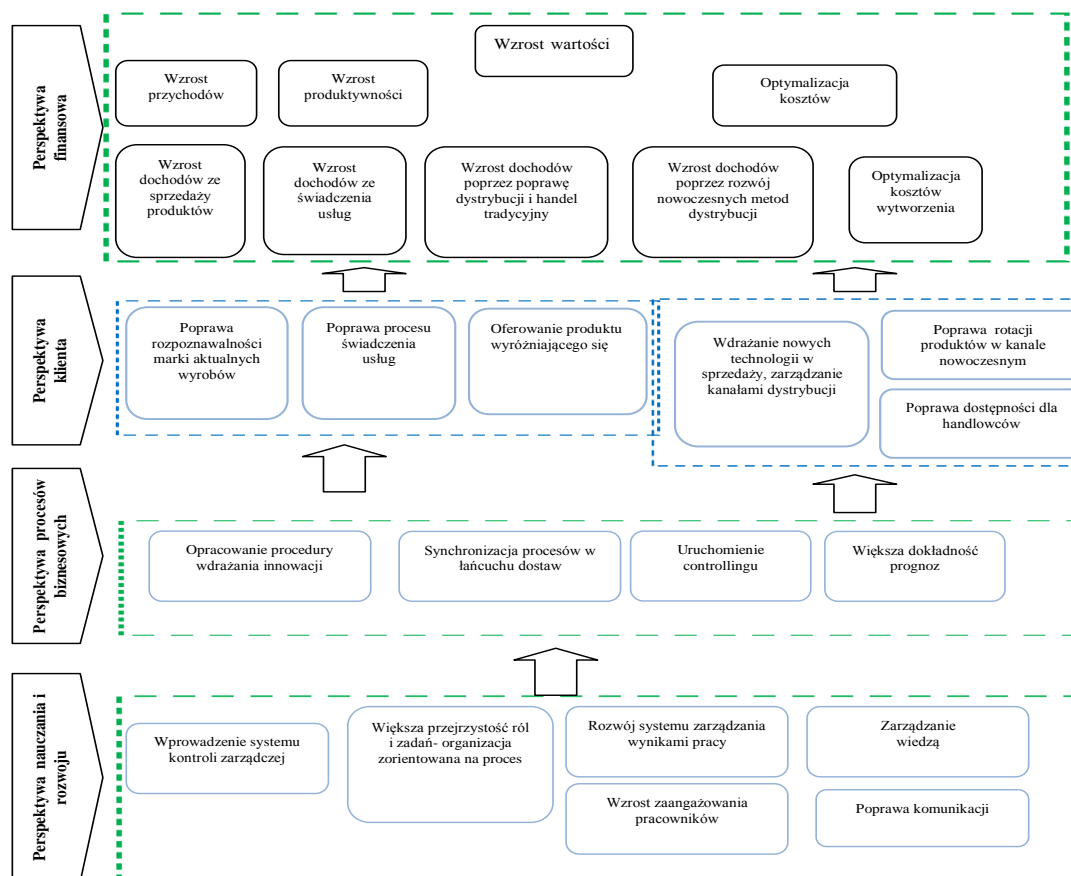 Perspektywa
finansowa
Wzrost wartości
Wzrost
przychodów
Wzrost
produktywności
Optymalizacja
kosztów
Wzrost
dochodów ze
sprzedaży
produktów
Wzrost
dochodów ze
świadczenia
usług
Wzrost dochodów
poprzez poprawę
dystrybucji i handel
tradycyjny
Wzrost dochodów
poprzez rozwój
nowoczesnych metod
dystrybucji
Optymalizacja
kosztów
wytworzenia
Perspektywa
klienta
Poprawa
rozpoznawalności
marki aktualnych
wyrobów
Poprawa procesu
świadczenia
usług
Oferowanie produktu
wyróżniającego się
Wdrażanie nowych
technologii w
sprzedaży, zarządzanie
kanałami dystrybucji
Poprawa rotacji
produktów w kanale
nowoczesnym
Poprawa dostępności dla
handlowców
Perspektywa procesów
biznesowych
Opracowanie procedury
wdrażania innowacji
Synchronizacja procesów w
łańcuchu dostaw
Uruchomienie
controllingu
Większa dokładność
prognoz
Perspektywa nauczania i
rozwoju
Wprowadzenie systemu
kontroli zarządczej
Większa przejrzystość ról
i zadań- organizacja
zorientowana na proces
Rozwój systemu zarządzania
wynikami pracy
Zarządzanie
wiedzą
Wzrost zaangażowania
pracowników
Poprawa komunikacji